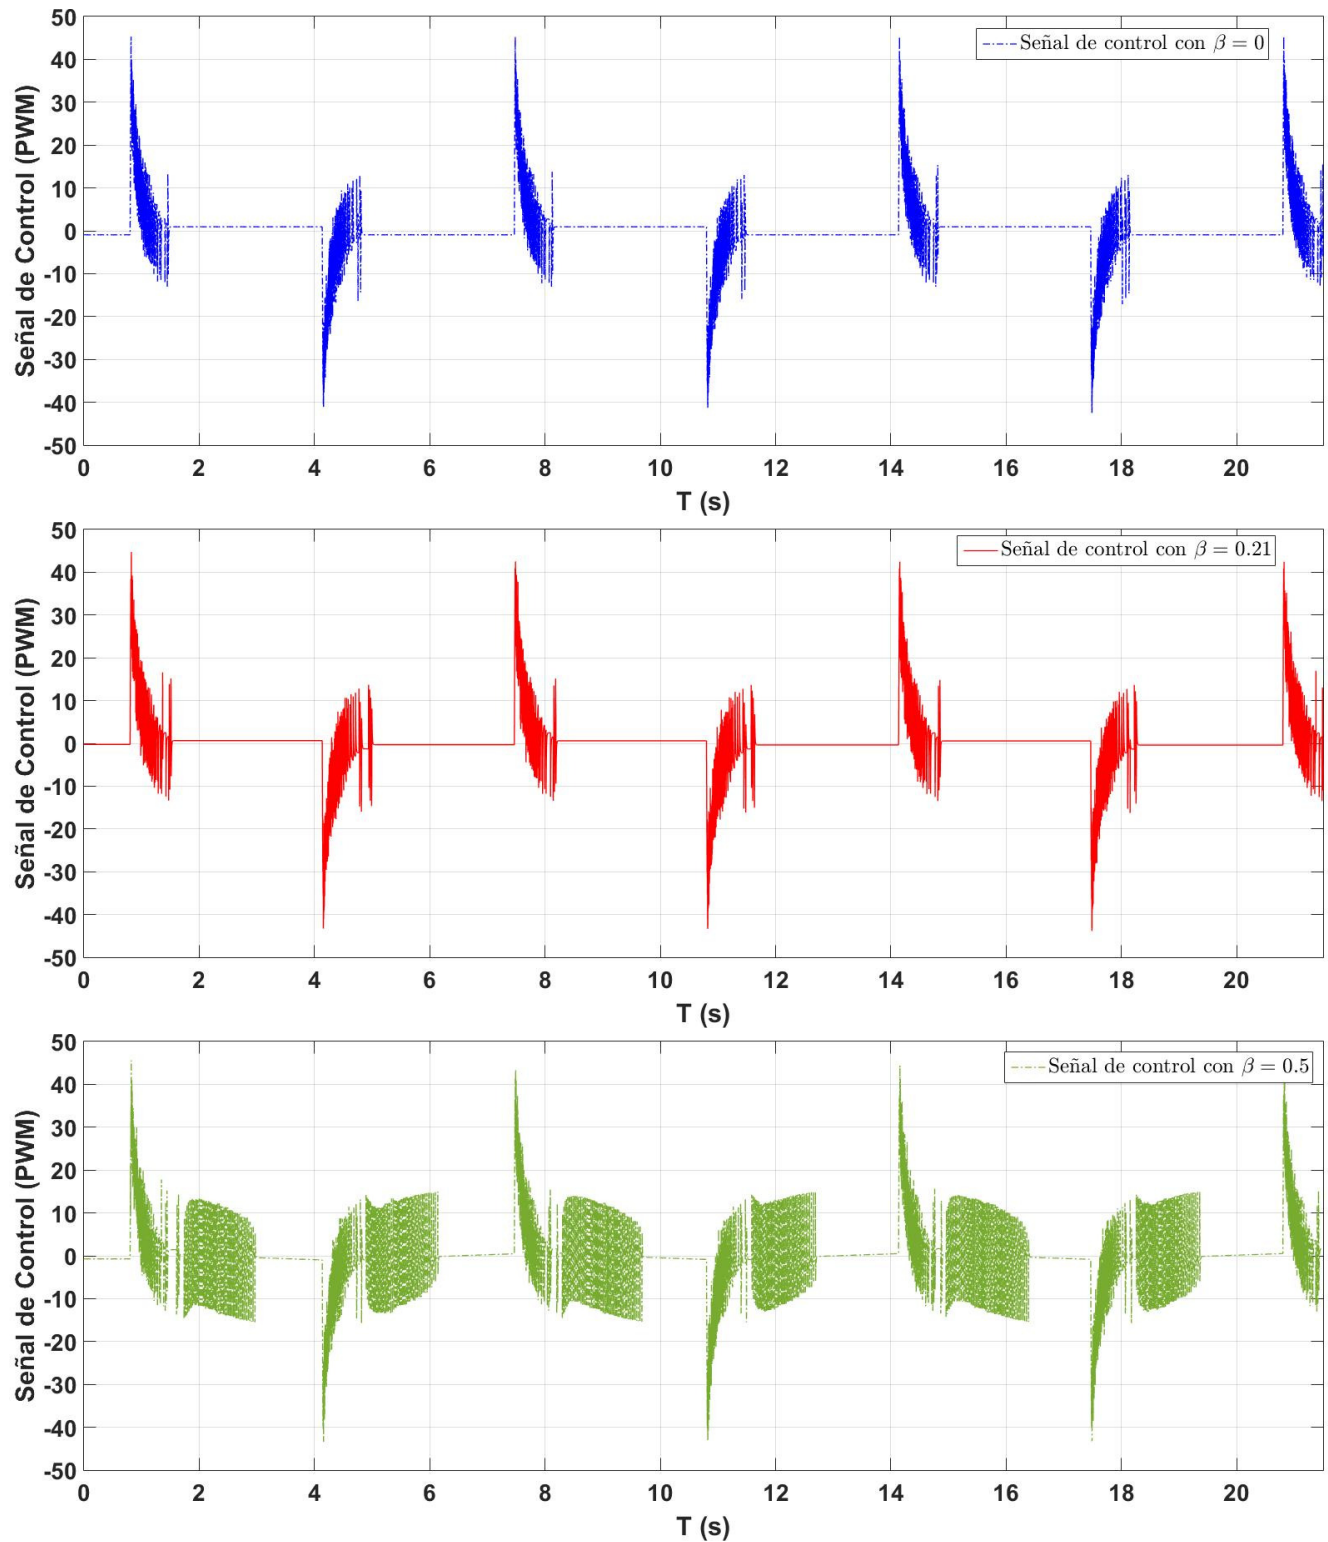 50
40
30
20
10
0
-10
-20
-30
-40
-50
Señal de Control (PWM)
Señal de control con β = 0
0 2 4 6 8 10 12 14 16 18 20
T (s)
50
40
30
20
10
0
-10
-20
-30
-40
-50
Señal de Control (PWM)
Señal de control con β = 0.21
0 2 4 6 8 10 12 14 16 18 20
T (s)
50
40
30
20
10
0
-10
-20
-30
-40
-50
Señal de Control (PWM)
Señal de control con β = 0.5
0 2 4 6 8 10 12 14 16 18 20
T (s)